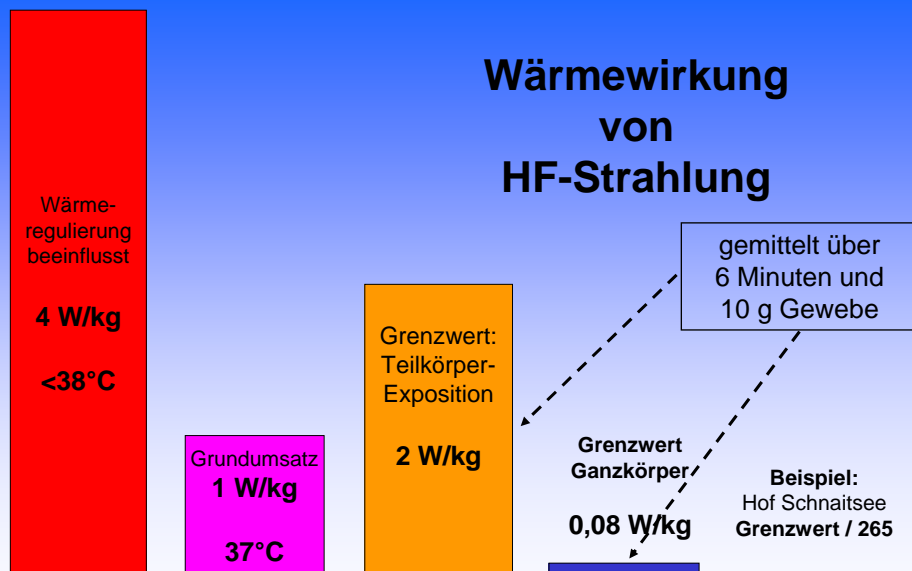 Wärmewirkung
von
HF-Strahlung
Wärme-
regulierung
beeinflusst
4 W/kg
<38°C
Grundumsatz
1 W/kg
37°C
Grenzwert:
Teilkörper-
Exposition
2 W/kg
gemittelt über
6 Minuten und
10 g Gewebe
Grenzwert
Ganzkörper
0,08 W/kg
Beispiel:
Hof Schnaitsee
Grenzwert / 265